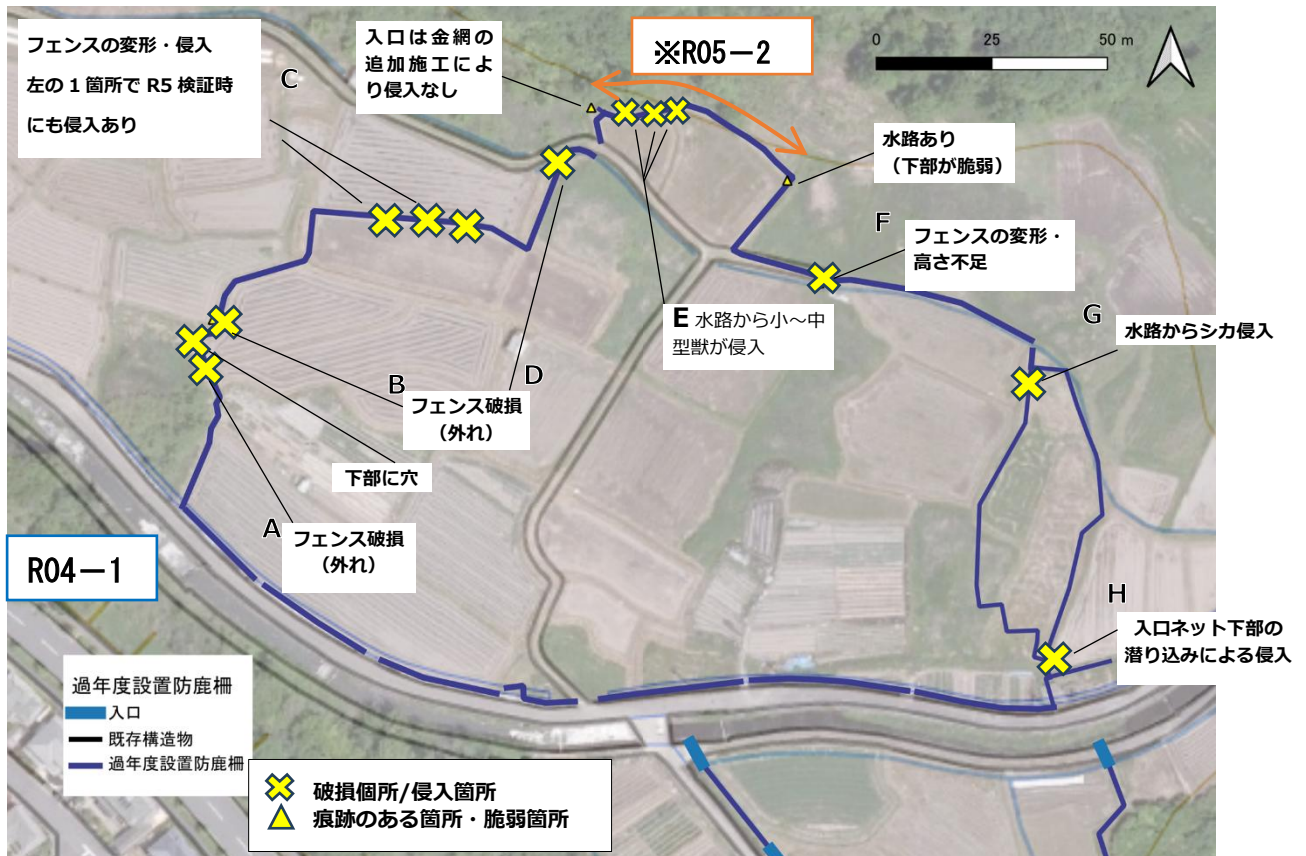 フェンスの変形・侵入
左の1箇所でR5検証時
にも侵入あり
C
入口は金網の
追加施工によ
り侵入なし
※R05－2
0 25 50 m
水路あり
（下部が脆弱）
F
フェンスの変形・
高さ不足
E 水路から小～中
型獣が侵入
G
水路からシカ侵入
D
B
フェンス破損
（外れ）
下部に穴
A
フェンス破損
（外れ）
R04－1
H
入口ネット下部の
潜り込みによる侵入
過年度設置防鹿柵
入口
既存構造物
過年度設置防鹿柵
破損個所/侵入箇所
痕跡のある箇所・脆弱箇所